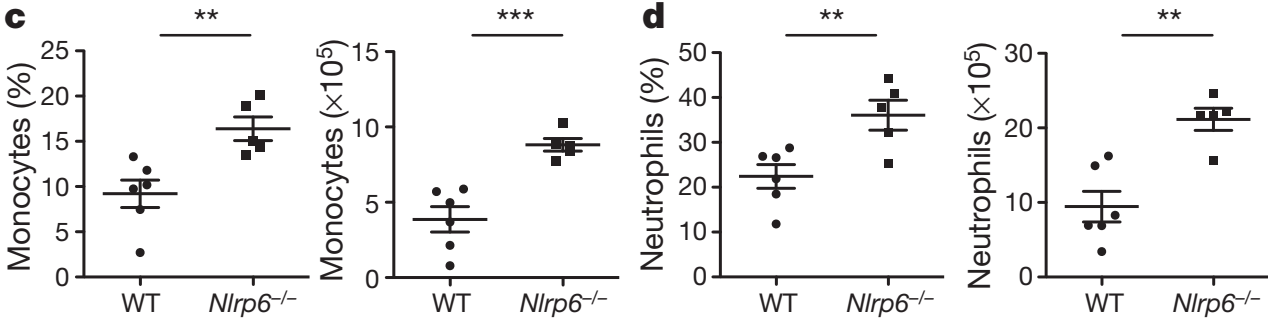 c
**
Monocytes (%)
25
20
15
10
5
0
WT
Nlrp6–/–
***
Monocytes (×10⁵)
15
10
5
0
WT
Nlrp6–/–
d
**
Neutrophils (%)
50
40
30
20
10
0
WT
Nlrp6–/–
**
Neutrophils (×10⁵)
30
20
10
0
WT
Nlrp6–/–